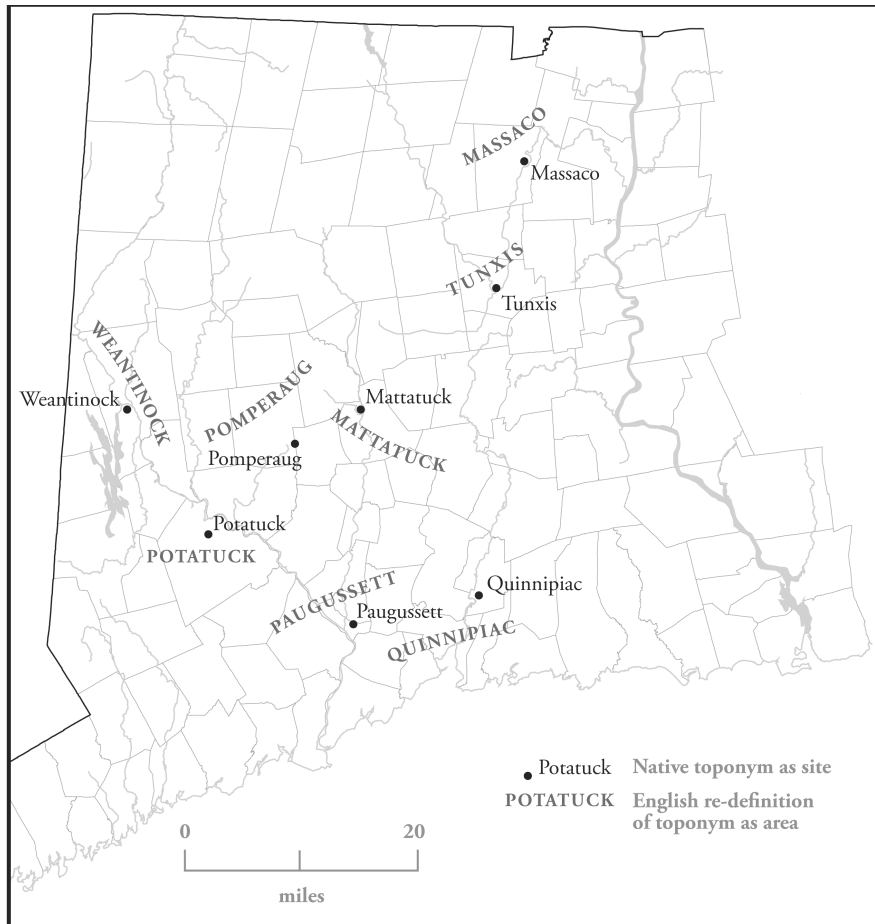 MASSACO
Massaco
TUNXIS
Tunxis
WEANTINOCK
Weantinock
POMPERAUG
Mattatuck
MATTATUCK
Pomperaug
Potatuck
POTATUCK
PAUGUSSETT
Paugussett
Quinnipiac
QUINNIPIAC
Potatuck Native toponym as site
POTATUCK English re-definition
of toponym as area
0 20
miles